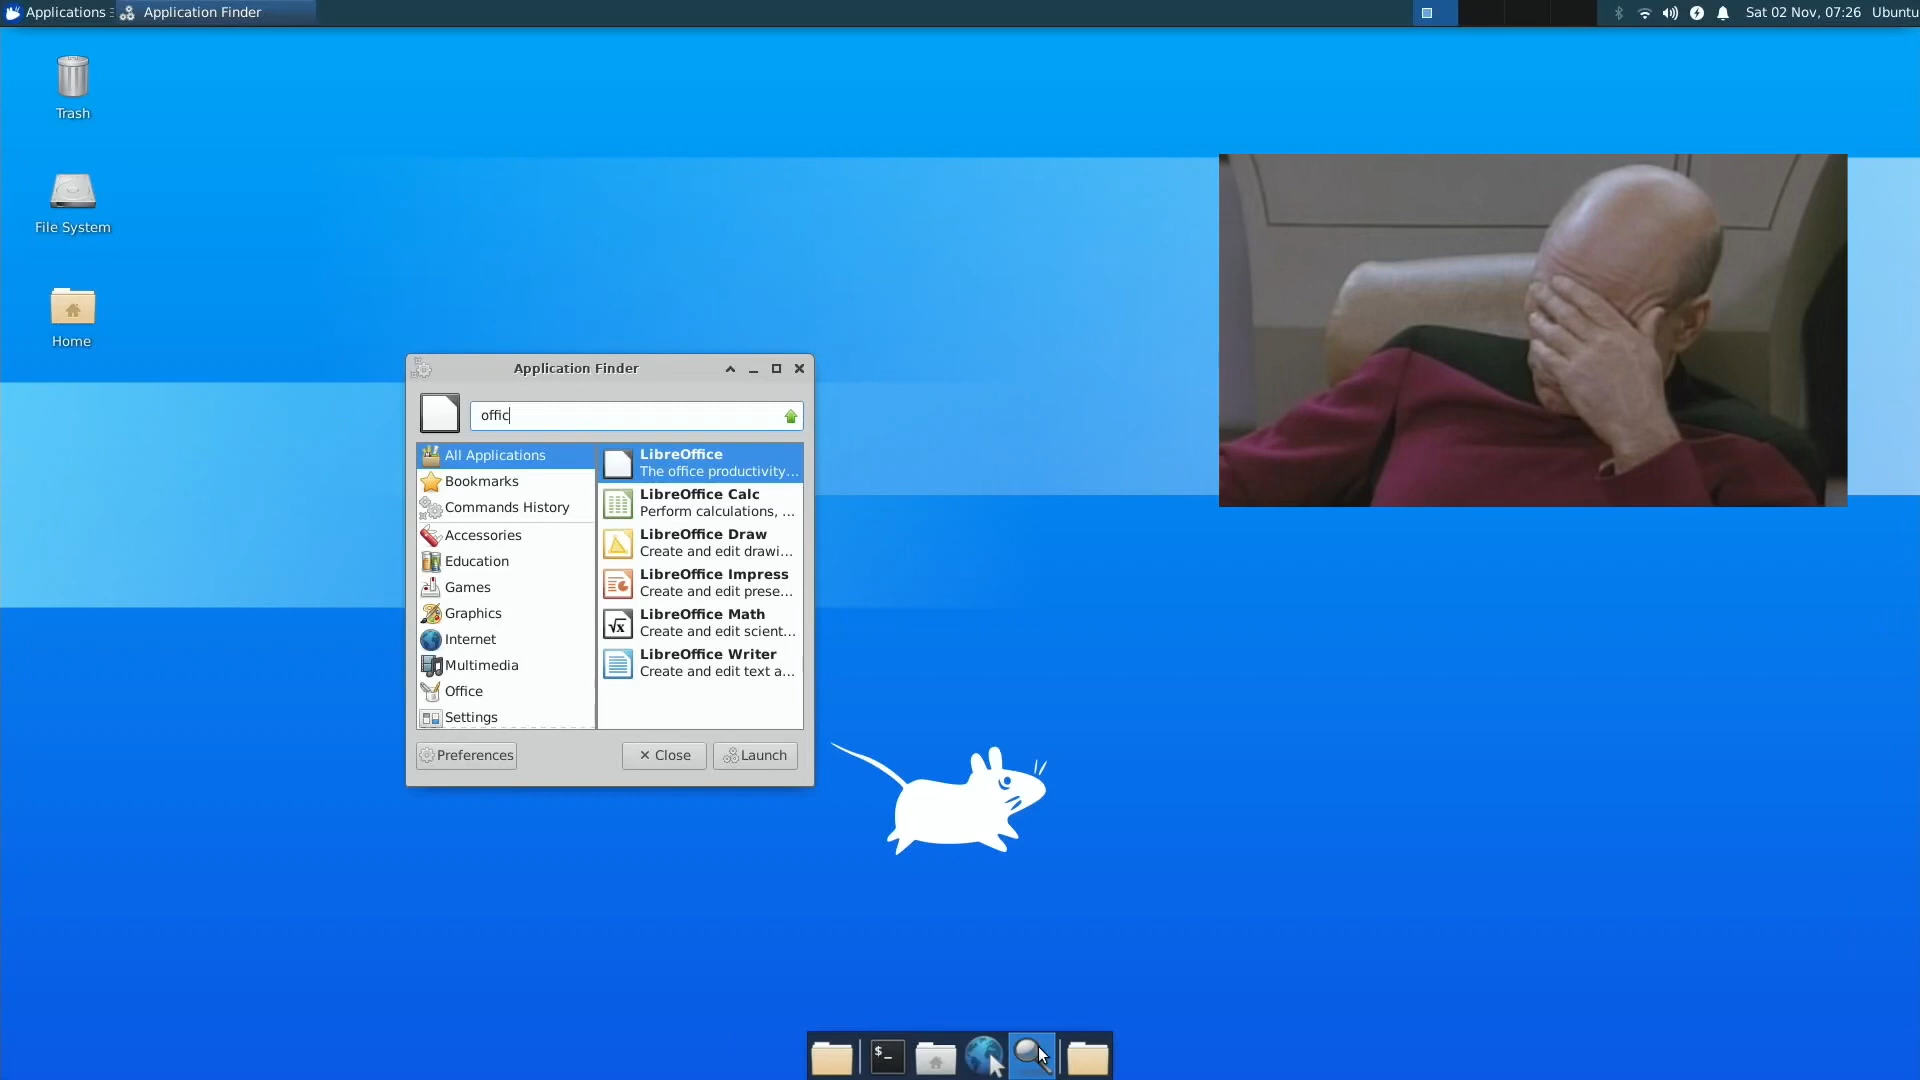 Applications
Application Finder
Sat 02 Nov, 07:26
Ubuntu
Trash
File System
Home
Application Finder
offic
All Applications
Bookmarks
Commands History
Accessories
Education
Games
Graphics
Internet
Multimedia
Office
Settings
LibreOffice
The office productivity...
LibreOffice Calc
Perform calculations, ...
LibreOffice Draw
Create and edit drawi...
LibreOffice Impress
Create and edit prese...
√x
LibreOffice Math
Create and edit scient...
LibreOffice Writer
Create and edit text a...
Preferences
Close
Launch
$_